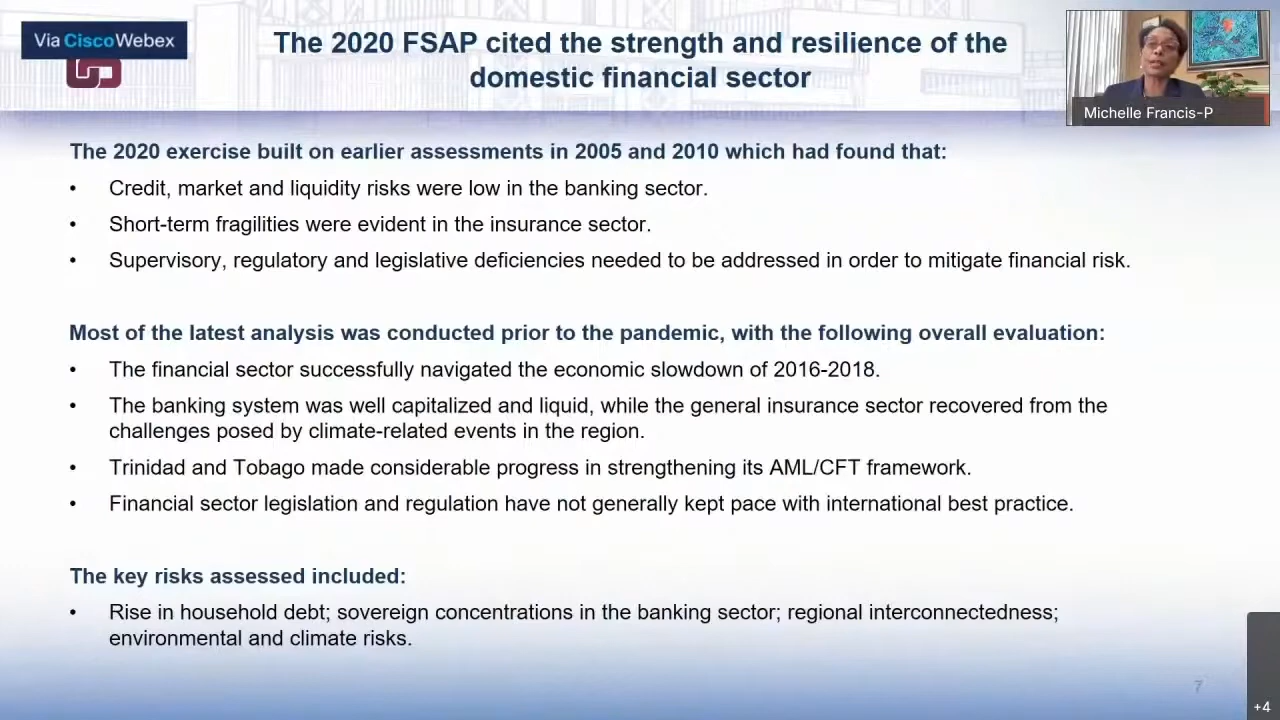 Via Cisco Webex
The 2020 FSAP cited the strength and resilience of the
domestic financial sector
Michelle Francis-P
The 2020 exercise built on earlier assessments in 2005 and 2010 which had found that:
• Credit, market and liquidity risks were low in the banking sector.
• Short-term fragilities were evident in the insurance sector.
• Supervisory, regulatory and legislative deficiencies needed to be addressed in order to mitigate financial risk.
Most of the latest analysis was conducted prior to the pandemic, with the following overall evaluation:
• The financial sector successfully navigated the economic slowdown of 2016-2018.
• The banking system was well capitalized and liquid, while the general insurance sector recovered from the
challenges posed by climate-related events in the region.
• Trinidad and Tobago made considerable progress in strengthening its AML/CFT framework.
• Financial sector legislation and regulation have not generally kept pace with international best practice.
The key risks assessed included:
• Rise in household debt; sovereign concentrations in the banking sector; regional interconnectedness;
environmental and climate risks.
7
+4